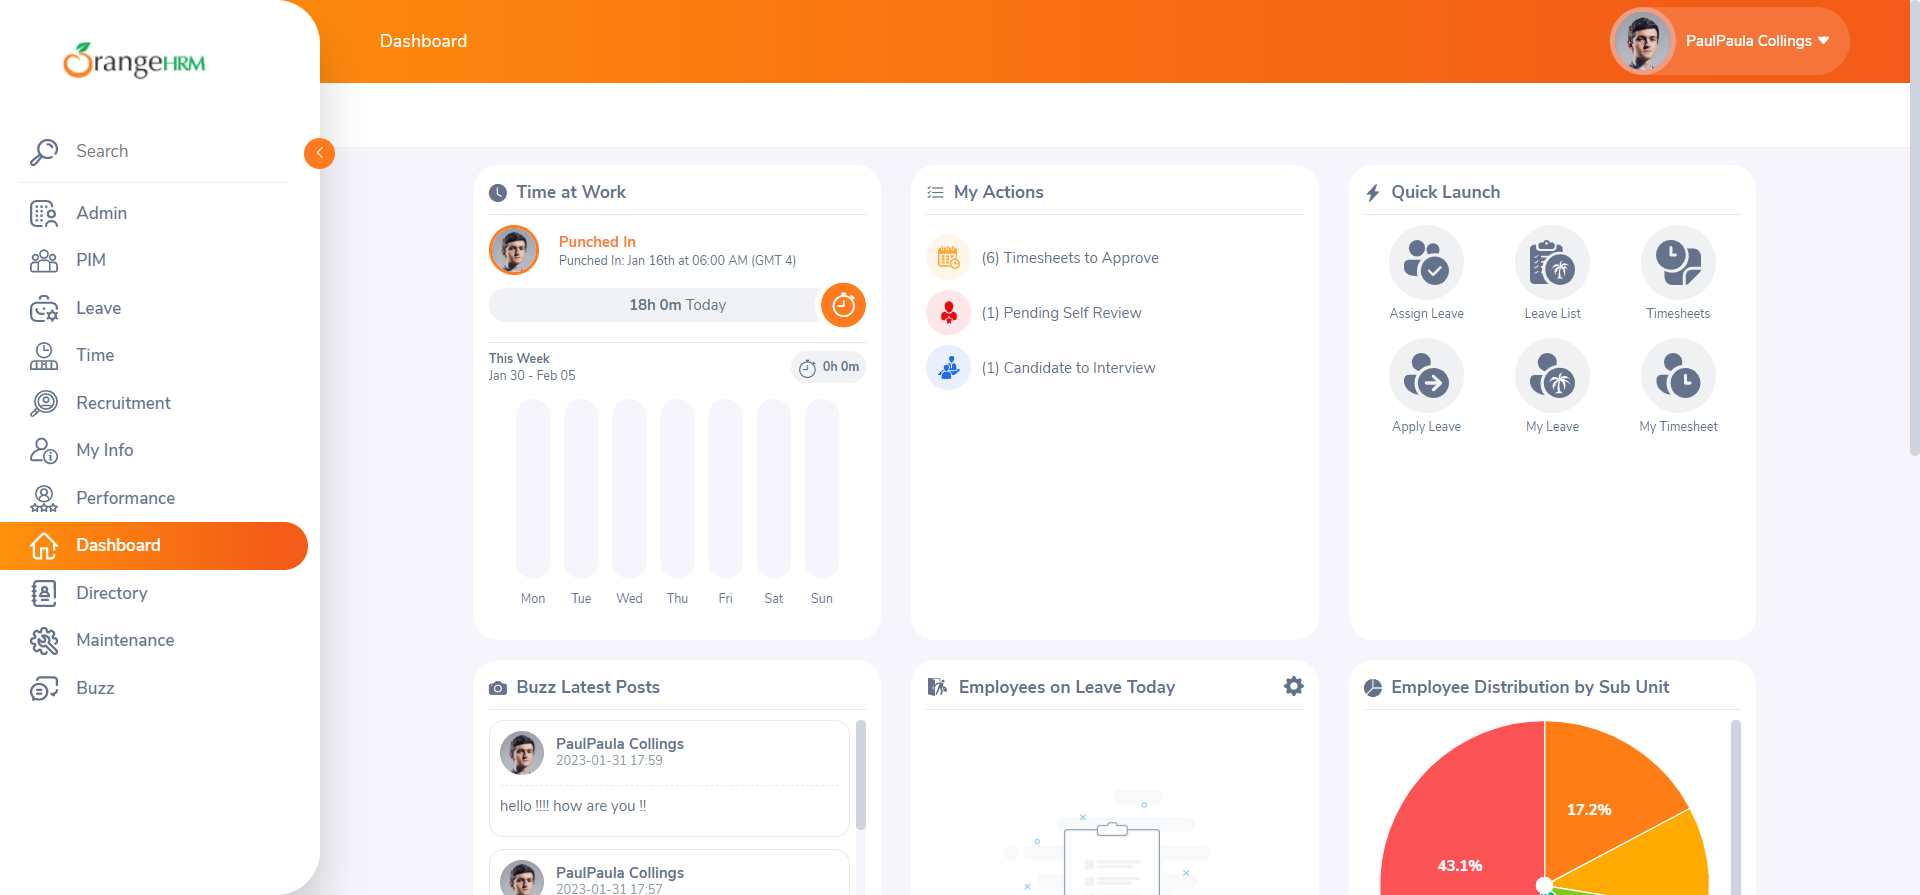 OrangeHRM
Search
Admin
PIM
Leave
Time
Recruitment
My Info
Performance
Dashboard
Directory
Maintenance
Buzz
Dashboard
PaulPaula Collings
Time at Work
Punched In
Punched In: Jan 16th at 06:00 AM (GMT 4)
18h 0m Today
This Week
Jan 30 - Feb 05
0h 0m
Mon Tue Wed Thu Fri Sat Sun
My Actions
(6) Timesheets to Approve
(1) Pending Self Review
(1) Candidate to Interview
Quick Launch
Assign Leave
Leave List
Timesheets
Apply Leave
My Leave
My Timesheet
Buzz Latest Posts
PaulPaula Collings
2023-01-31 17:59
hello !!!! how are you !!
PaulPaula Collings
2023-01-31 17:57
Employees on Leave Today
Employee Distribution by Sub Unit
17.2%
43.1%